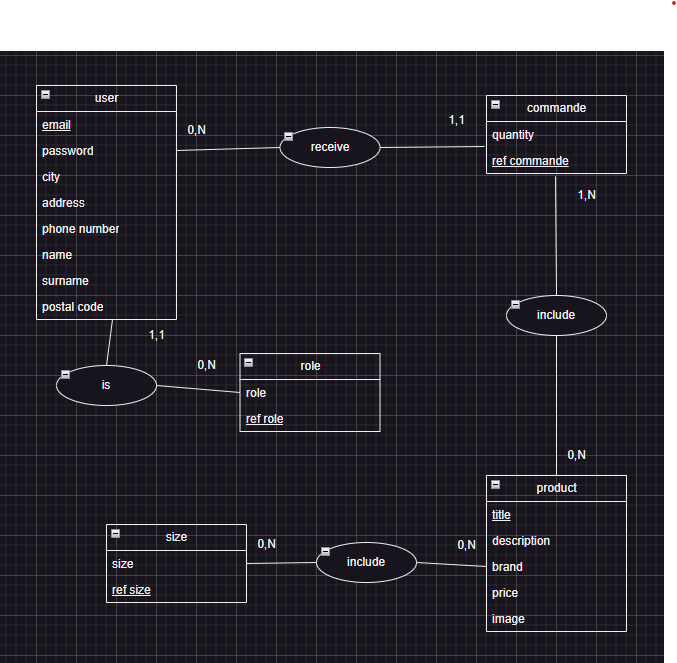 user
email
password
city
address
phone number
name
surname
postal code
0,N
receive
1,1
commande
quantity
ref commande
1,N
include
0,N
1,1
is
0,N
role
role
ref role
product
title
description
brand
price
image
0,N
include
0,N
size
size
ref size